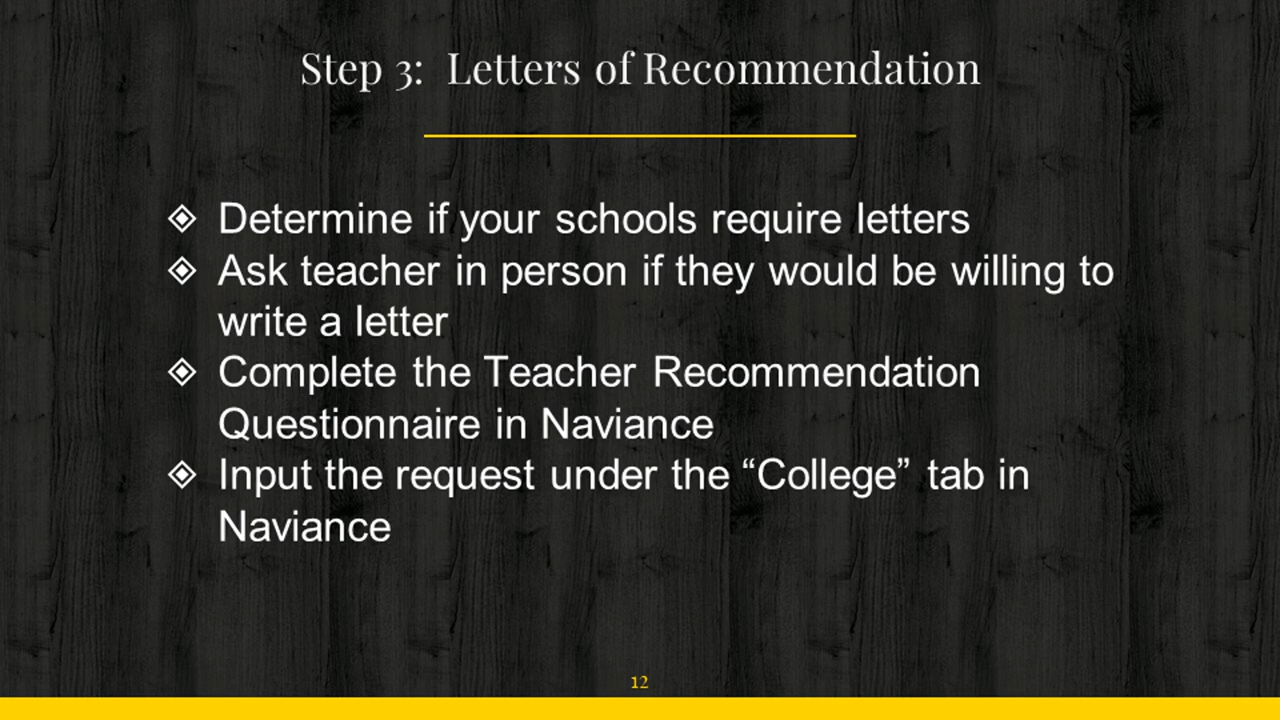 Step 3:  Letters of Recommendation
◈ Determine if your schools require letters
◈ Ask teacher in person if they would be willing to
write a letter
◈ Complete the Teacher Recommendation
Questionnaire in Naviance
◈ Input the request under the “College” tab in
Naviance
12